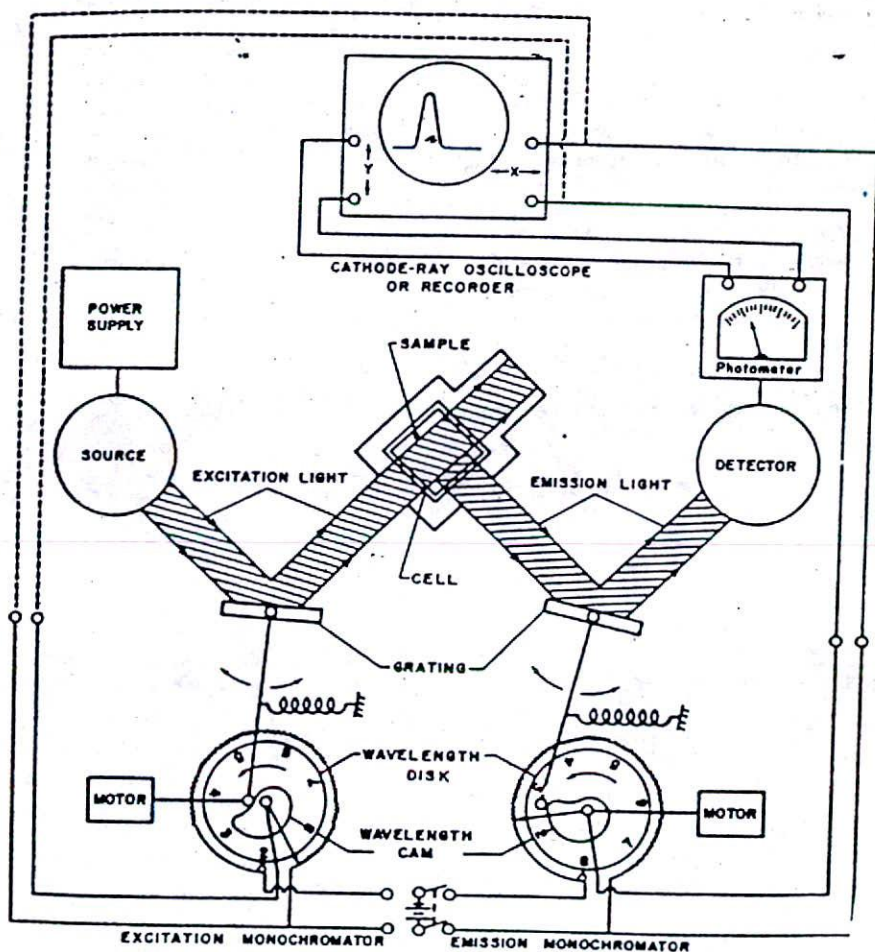 Y
X
CATHODE-RAY OSCILLOSCOPE
OR RECORDER
POWER
SUPPLY
SAMPLE
Photometer
SOURCE
EXCITATION LIGHT
EMISSION LIGHT
DETECTOR
CELL
GRATING
WAVELENGTH
DISK
MOTOR
WAVELENGTH
CAM
MOTOR
EXCITATION MONOCHROMATOR
EMISSION MONOCHROMATOR